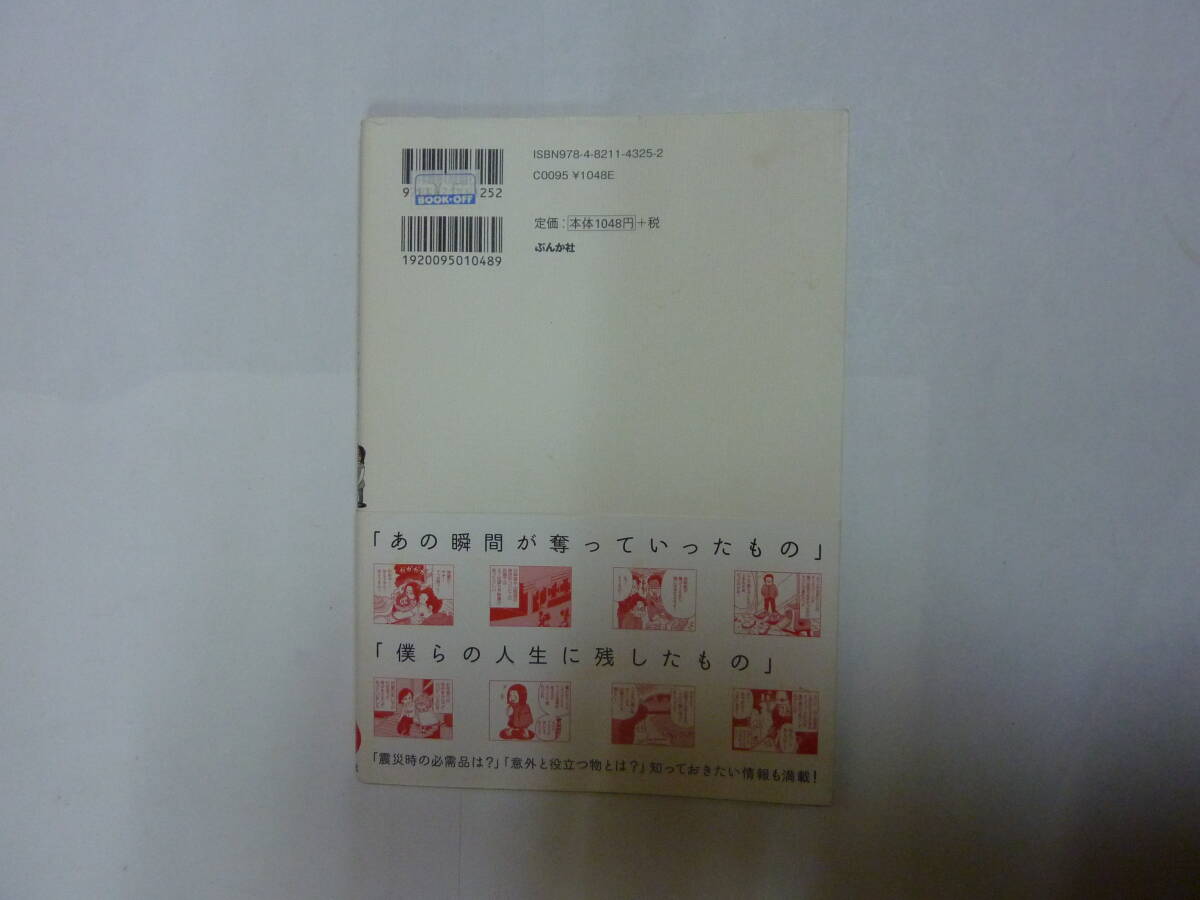 ISBN978-4-8211-4325-2
C0095 ¥1048E
9
252
BOOK・OFF
定価：本体1048円＋税
ぶんか社
1920095010489
「あの瞬間が奪っていったもの」
「僕らの人生に残したもの」
「震災時の必需品は？」「意外と役立つ物とは？」知っておきたい情報も満載！